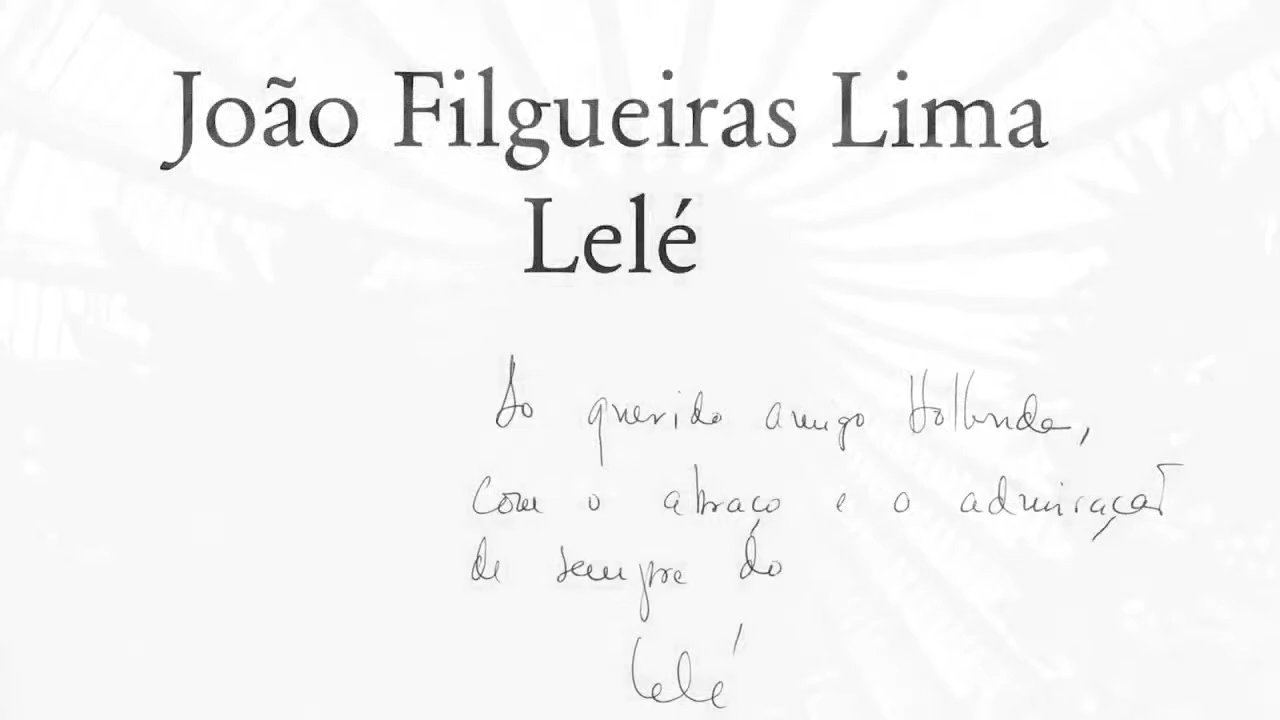 João Filgueiras Lima
Lelé
Ao querido amigo Hollanda,
com o abraço e o admiração
de sempre do
Lelé